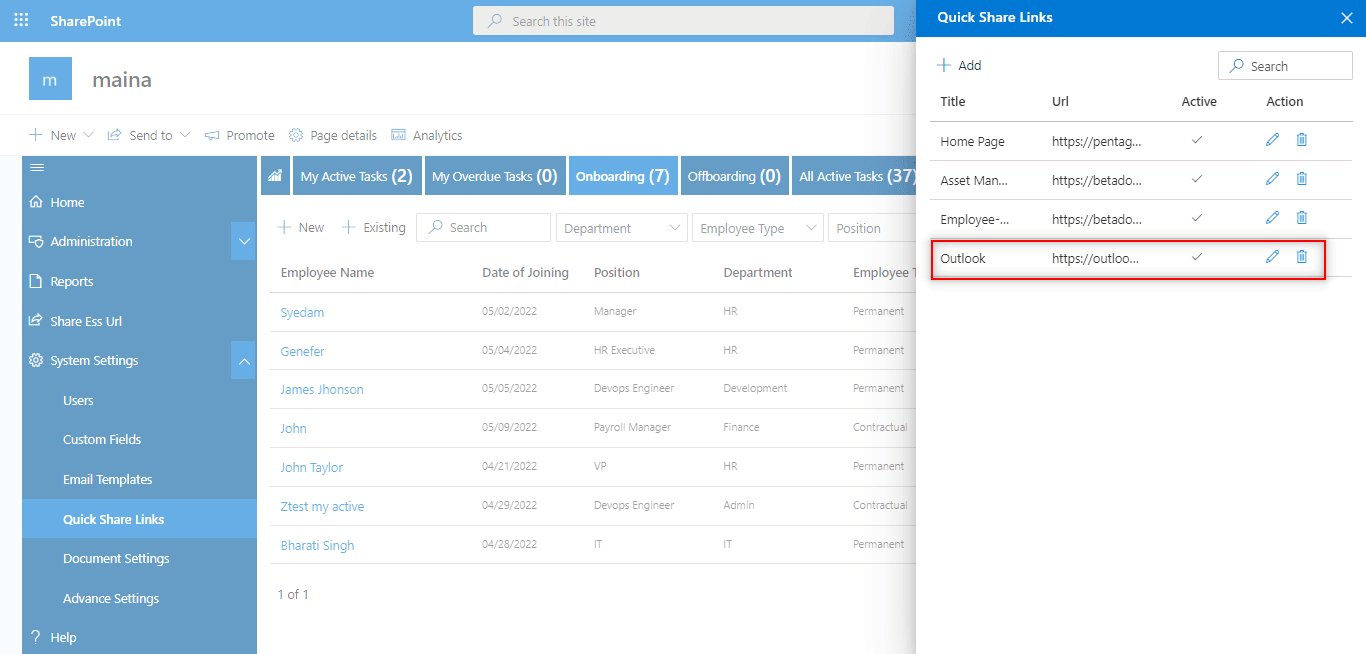 SharePoint
Search this site
Quick Share Links
m
maina
Add
Search
New
Send to
Promote
Page details
Analytics
Home
Administration
Reports
Share Ess Url
System Settings
Users
Custom Fields
Email Templates
Quick Share Links
Document Settings
Advance Settings
? Help
My Active Tasks (2)
My Overdue Tasks (0)
Onboarding (7)
Offboarding (0)
All Active Tasks (37)
New
Existing
Search
Department
Employee Type
Position
Employee Name Date of Joining Position Department Employee T
Syedam 05/02/2022 Manager HR Permanent
Genefer 05/04/2022 HR Executive HR Permanent
James Jhonson 05/05/2022 Devops Engineer Development Permanent
John 05/09/2022 Payroll Manager Finance Contractual
John Taylor 04/21/2022 VP HR Permanent
Ztest my active 04/29/2022 Devops Engineer Admin Contractual
Bharati Singh 04/28/2022 IT IT Permanent
1 of 1
Title Url Active Action
Home Page https://pentag...
Asset Man... https://betado...
Employee-... https://betado...
Outlook https://outloo...